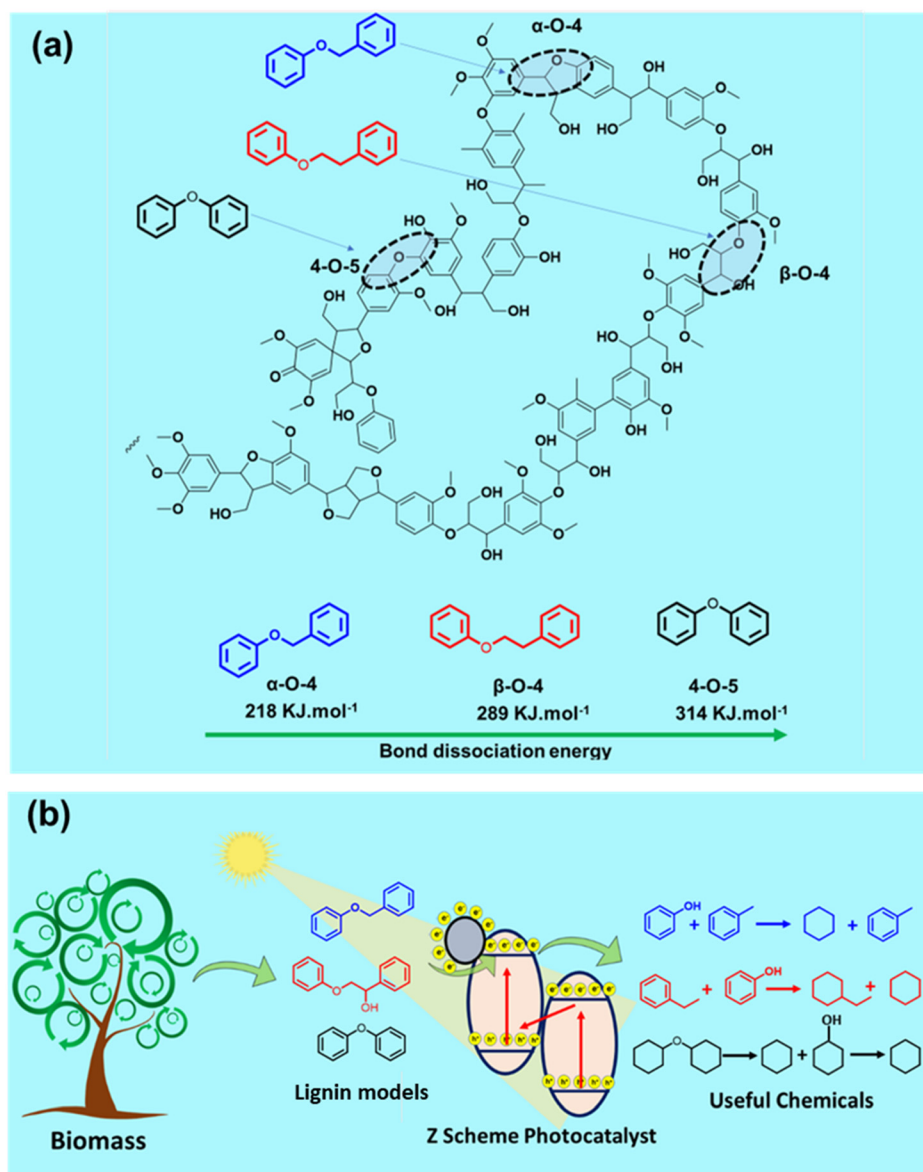 (a)
α-O-4
4-O-5
β-O-4
α-O-4
β-O-4
4-O-5
218 KJ.mol⁻¹
289 KJ.mol⁻¹
314 KJ.mol⁻¹
Bond dissociation energy
(b)
Biomass
Lignin models
Z Scheme Photocatalyst
Useful Chemicals